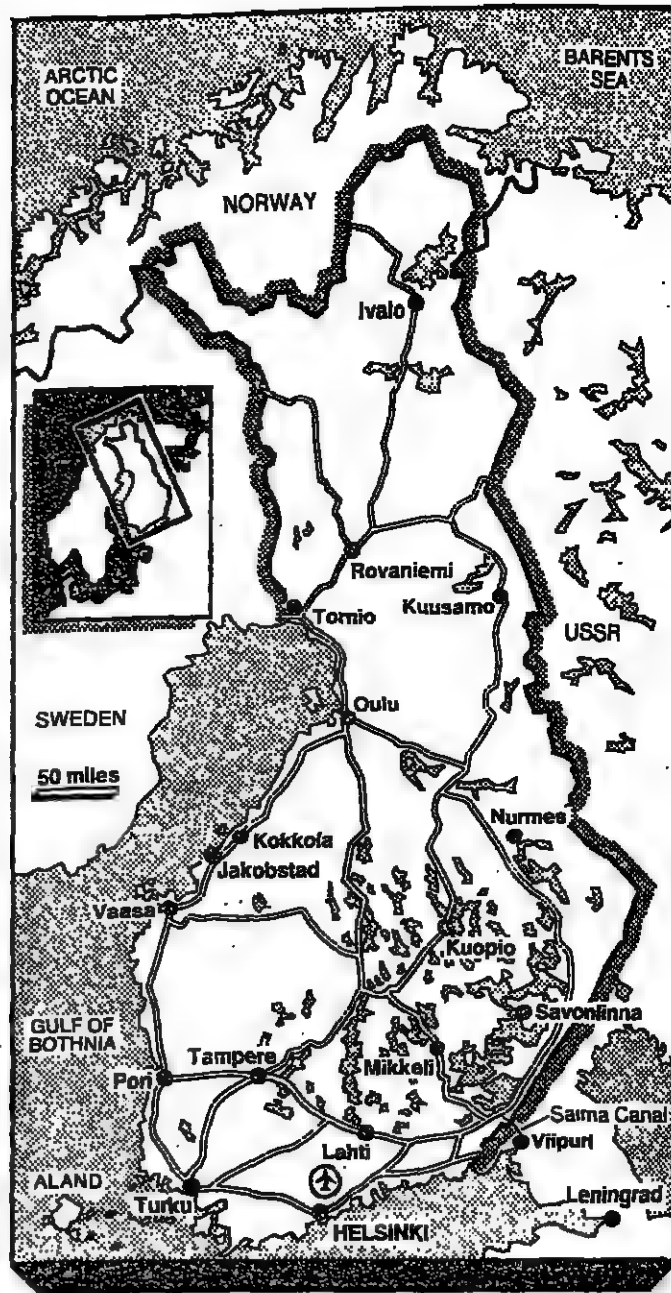 ARCTIC
OCEAN
BARENTS
SEA
NORWAY
Ivalo
Rovaniemi
Kuusamo
Tornio
USSR
Oulu
SWEDEN
50 miles
Nurmes
Kokkola
Jakobstad
Vaasa
Kuopio
GULF OF
BOTHNIA
Savonlinna
Tampere
Mikkeli
Pori
Saima Canal
Viipuri
Lahti
ALAND
Turku
Leningrad
HELSINKI